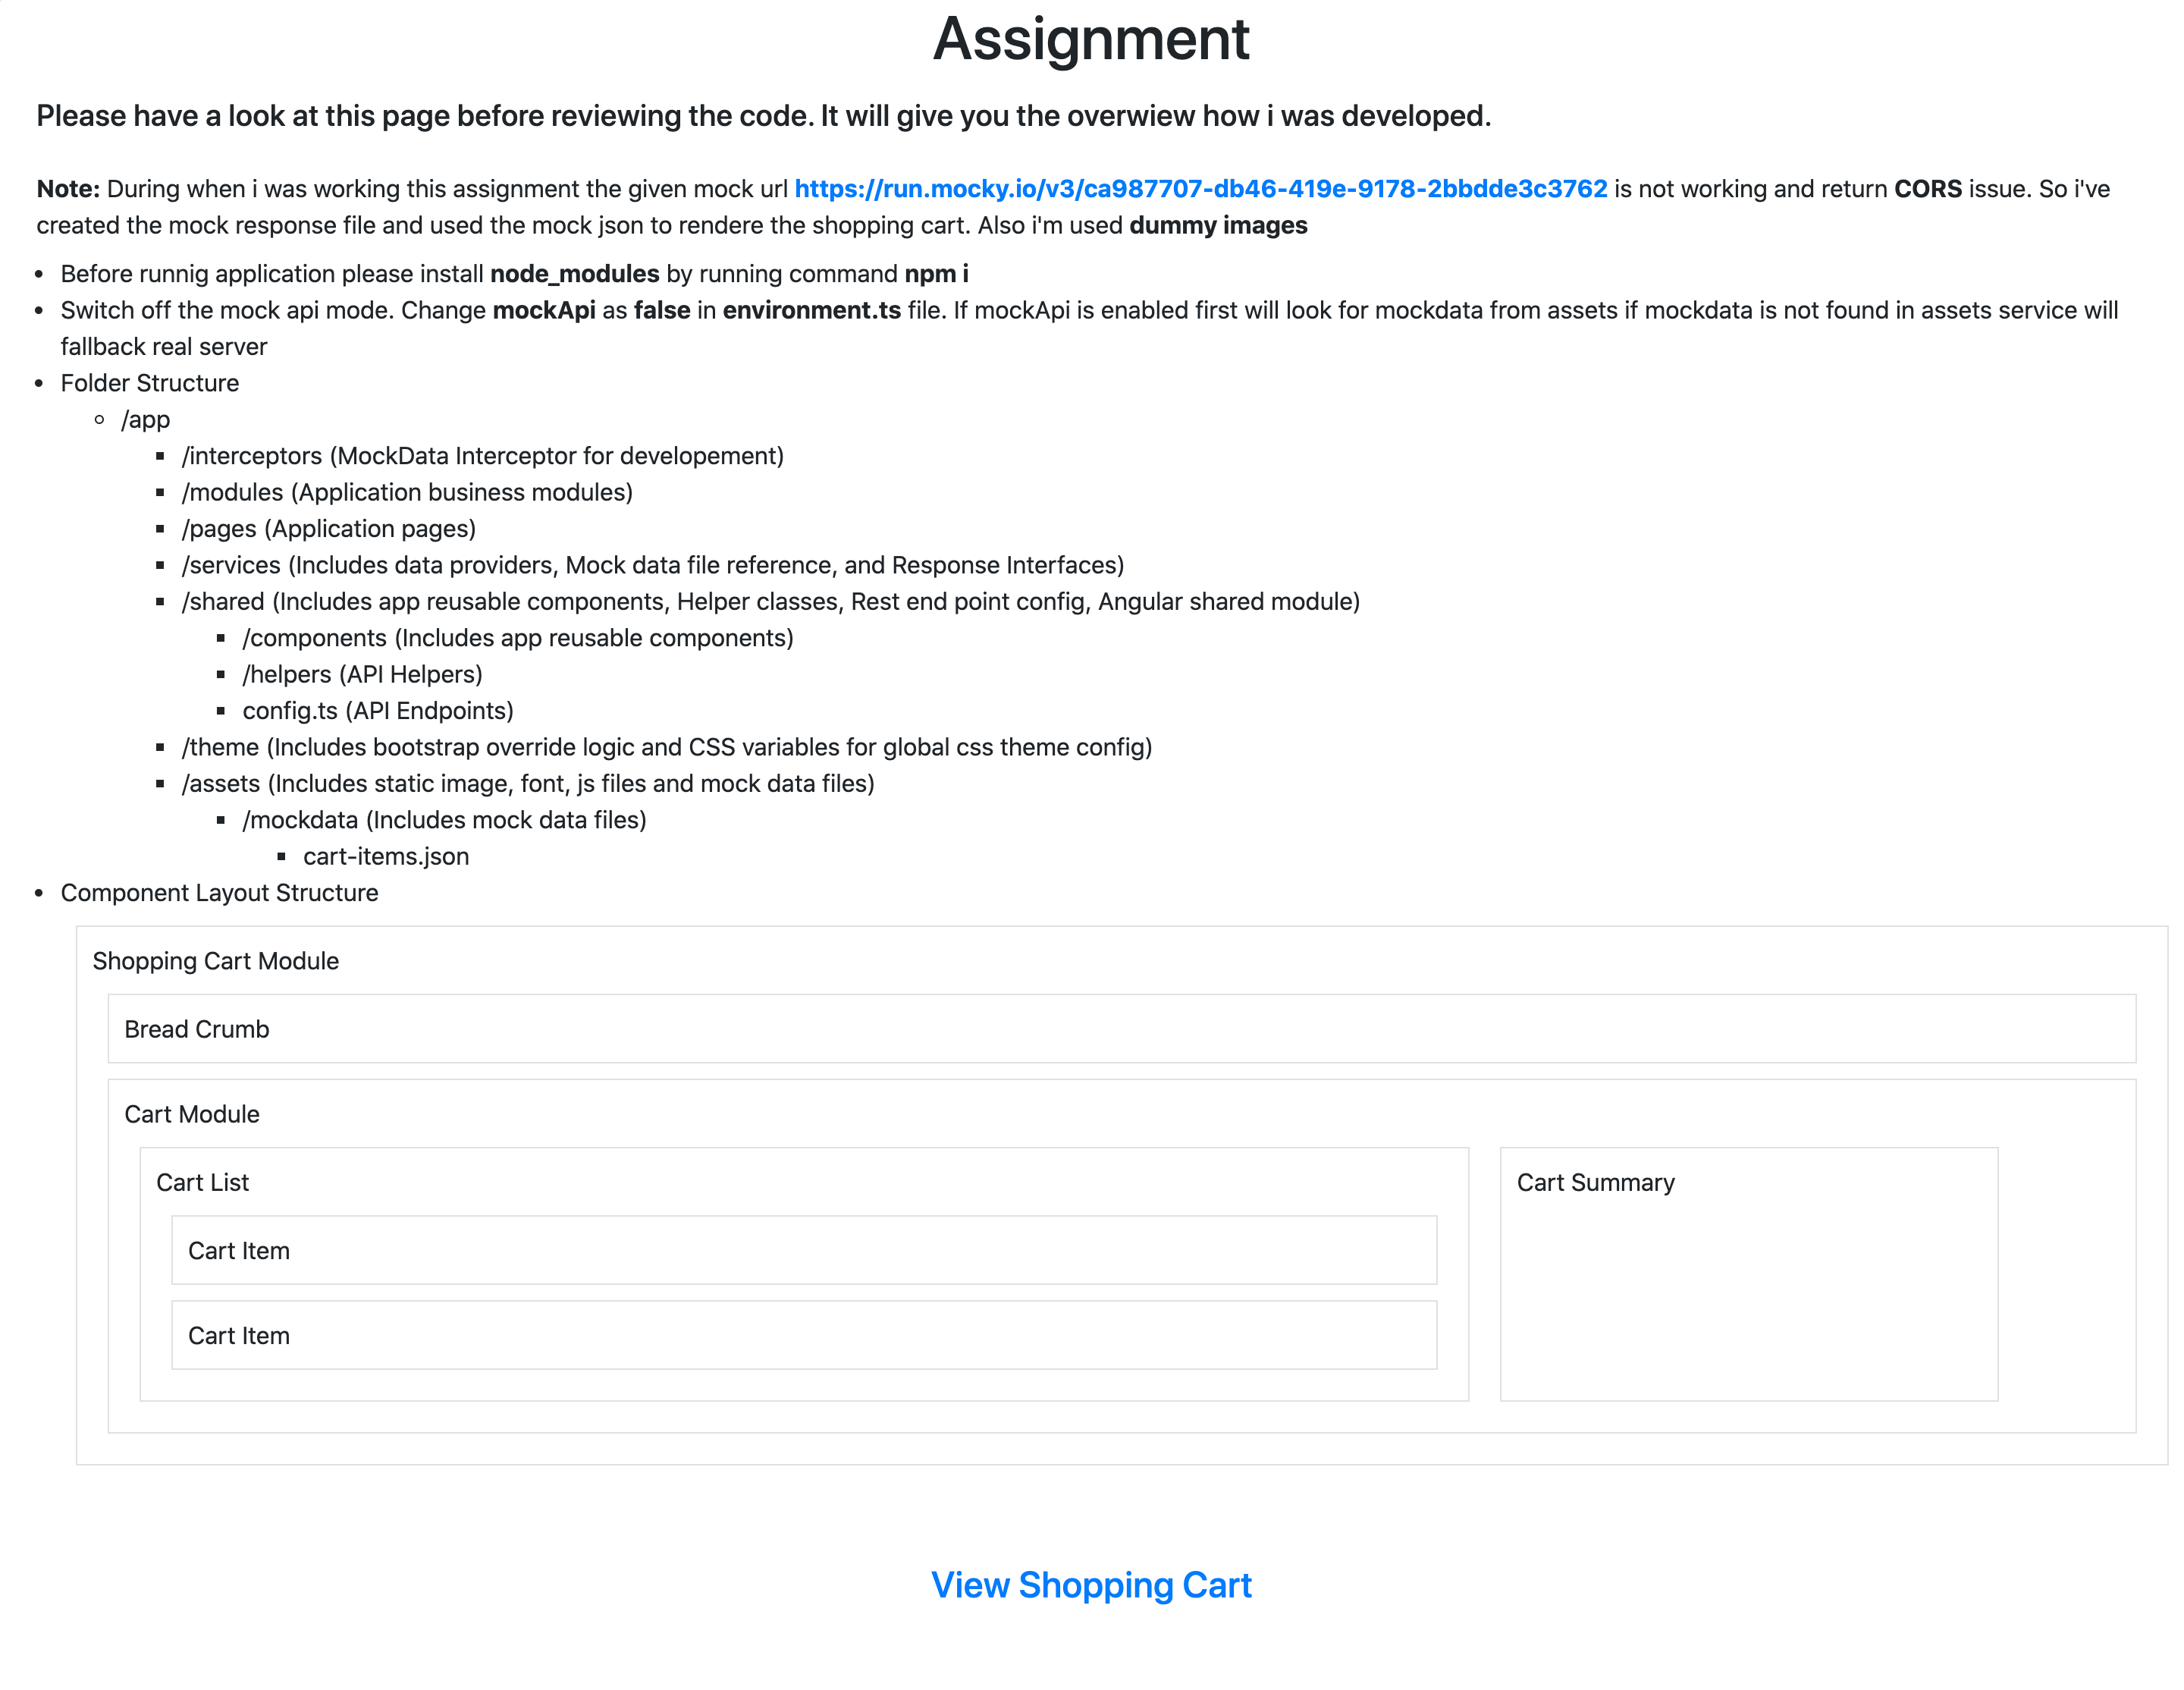 Assignment
Please have a look at this page before reviewing the code. It will give you the overwiew how i was developed.
Note: During when i was working this assignment the given mock url https://run.mocky.io/v3/ca987707-db46-419e-9178-2bbdde3c3762 is not working and return CORS issue. So i've
created the mock response file and used the mock json to rendere the shopping cart. Also i'm used dummy images
Before runnig application please install node_modules by running command npm i
Switch off the mock api mode. Change mockApi as false in environment.ts file. If mockApi is enabled first will look for mockdata from assets if mockdata is not found in assets service will
fallback real server
Folder Structure
/app
/interceptors (MockData Interceptor for developement)
/modules (Application business modules)
/pages (Application pages)
/services (Includes data providers, Mock data file reference, and Response Interfaces)
/shared (Includes app reusable components, Helper classes, Rest end point config, Angular shared module)
/components (Includes app reusable components)
/helpers (API Helpers)
config.ts (API Endpoints)
/theme (Includes bootstrap override logic and CSS variables for global css theme config)
/assets (Includes static image, font, js files and mock data files)
/mockdata (Includes mock data files)
cart-items.json
Component Layout Structure
Shopping Cart Module
Bread Crumb
Cart Module
Cart List
Cart Item
Cart Item
Cart Summary
View Shopping Cart